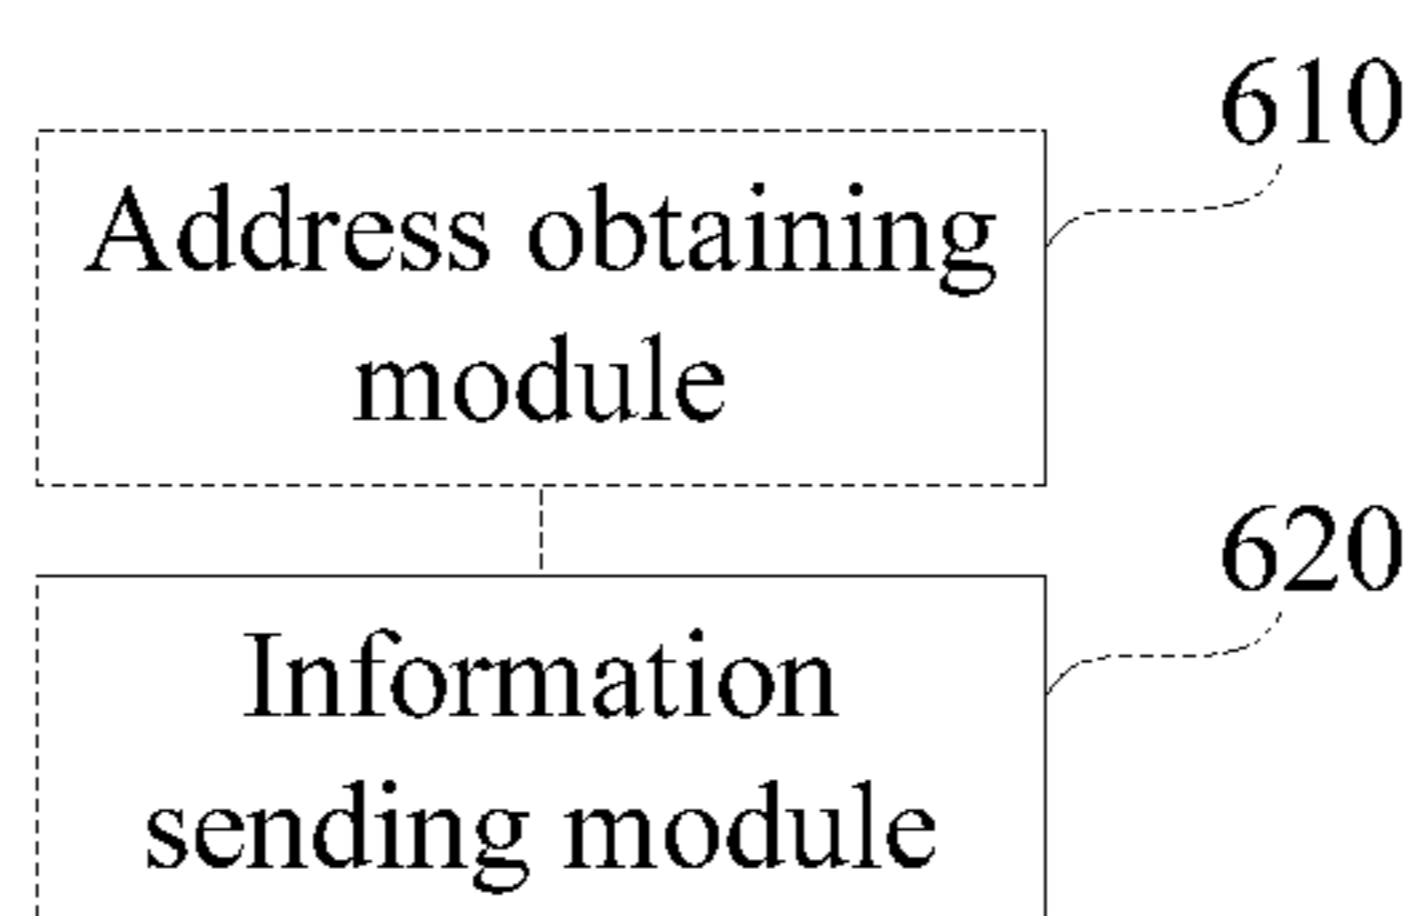 610
Address obtaining
module
620
Information
sending module